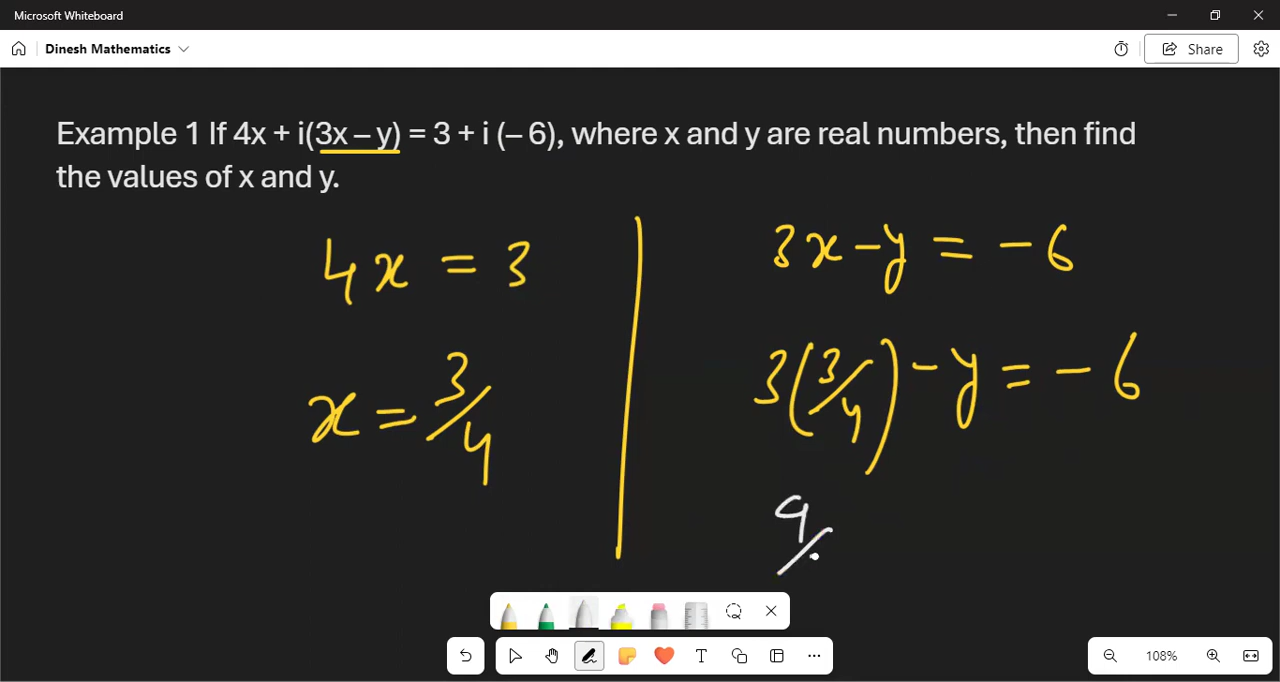 Microsoft Whiteboard
Dinesh Mathematics
Share
Example 1 If 4x + i(3x – y) = 3 + i (– 6), where x and y are real numbers, then find
the values of x and y.
4x = 3
x = 3/4
3x - y = - 6
3(3/4) - y = - 6
9/
108%